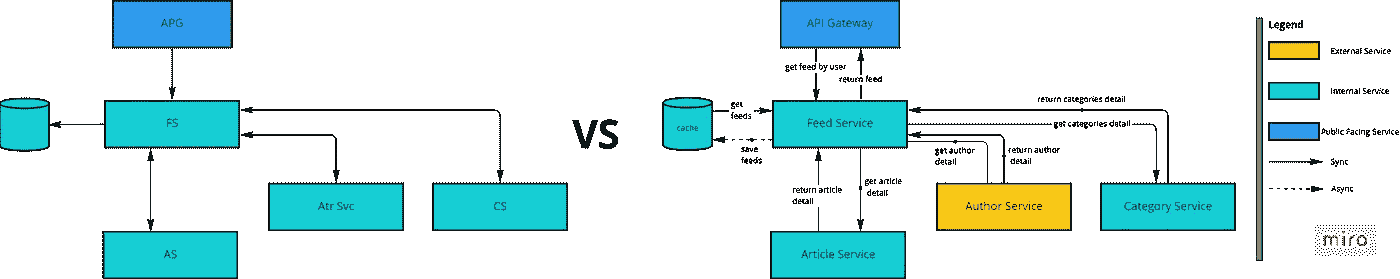 APG
FS
Atr Svc
CS
AS
VS
API Gateway
get feed by user
return feed
cache
get
feeds
save
feeds
Feed Service
return categories detail
get categories detail
get author
detail
return author
detail
return article
detail
get article
detail
Author Service
Category Service
Article Service
Legend
External Service
Internal Service
Public Facing Service
Sync
Async
miro